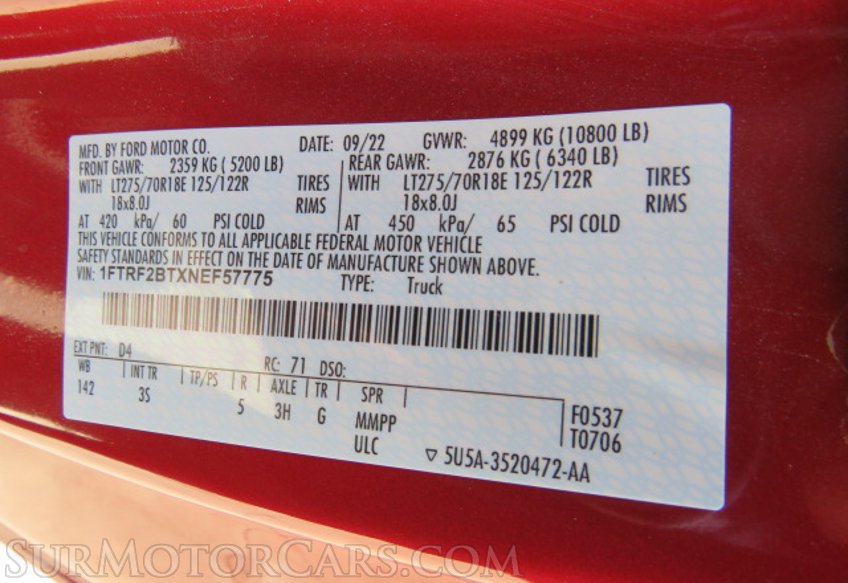 MFD. BY FORD MOTOR CO. DATE: 09/22 GVWR: 4899 KG (10800 LB)
FRONT GAWR: 2359 KG ( 5200 LB) REAR GAWR: 2876 KG ( 6340 LB)
WITH LT275/70R18E 125/122R TIRES WITH LT275/70R18E 125/122R TIRES
18x8.0J RIMS 18x8.0J RIMS
AT 420 kPa/ 60 PSI COLD AT 450 kPa/ 65 PSI COLD
THIS VEHICLE CONFORMS TO ALL APPLICABLE FEDERAL MOTOR VEHICLE
SAFETY STANDARDS IN EFFECT ON THE DATE OF MANUFACTURE SHOWN ABOVE.
VIN: 1FTRF2BTXNEF57775 TYPE: Truck
EXT PNT: D4 RC: 71 DSO:
WB INT TR TP/PS R AXLE TR SPR
142 3S 5 3H G MMPP F0537
ULC T0706
▽ 5U5A-3520472-AA
SURMOTORCARS.COM